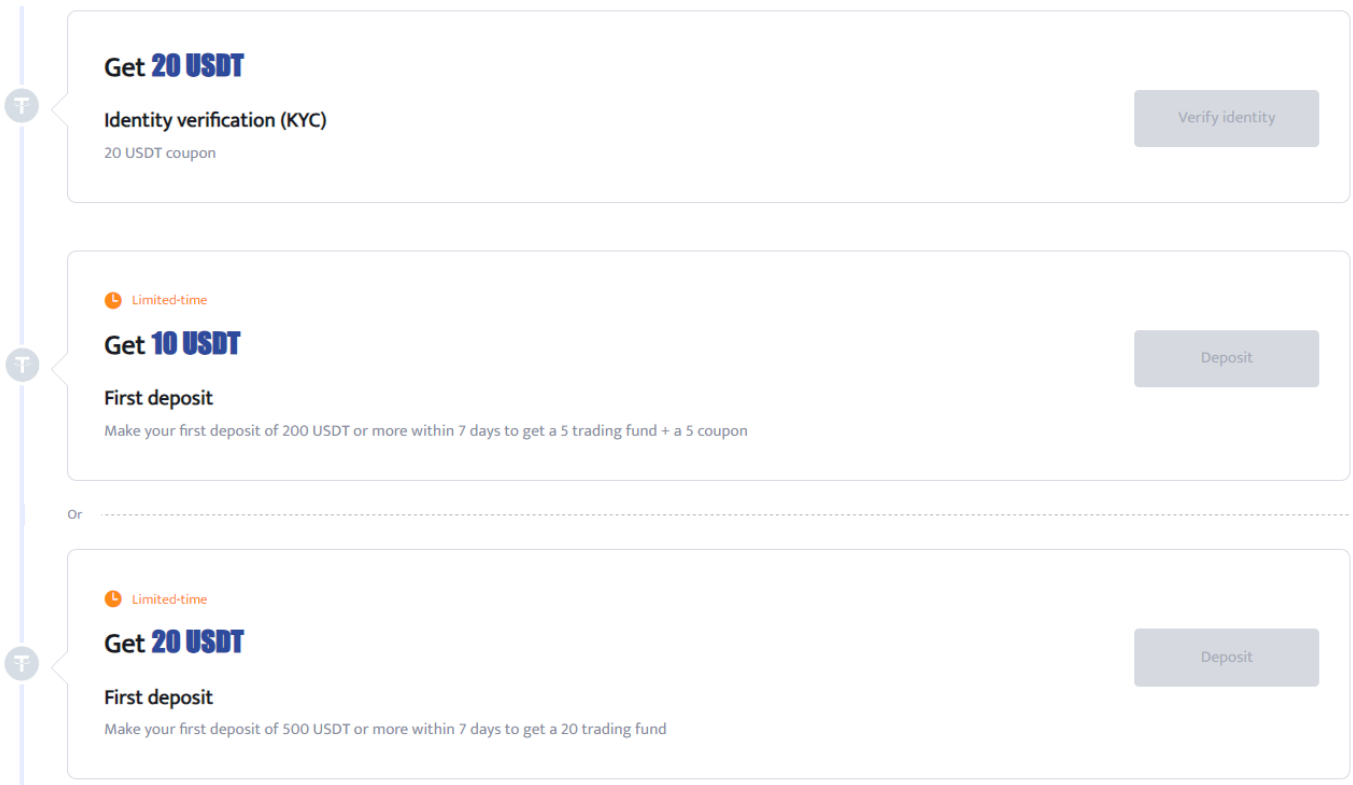 Get 20 USDT
Identity verification (KYC)
20 USDT coupon
Verify identity
Limited-time
Get 10 USDT
First deposit
Make your first deposit of 200 USDT or more within 7 days to get a 5 trading fund + a 5 coupon
Deposit
Or
Limited-time
Get 20 USDT
First deposit
Make your first deposit of 500 USDT or more within 7 days to get a 20 trading fund
Deposit